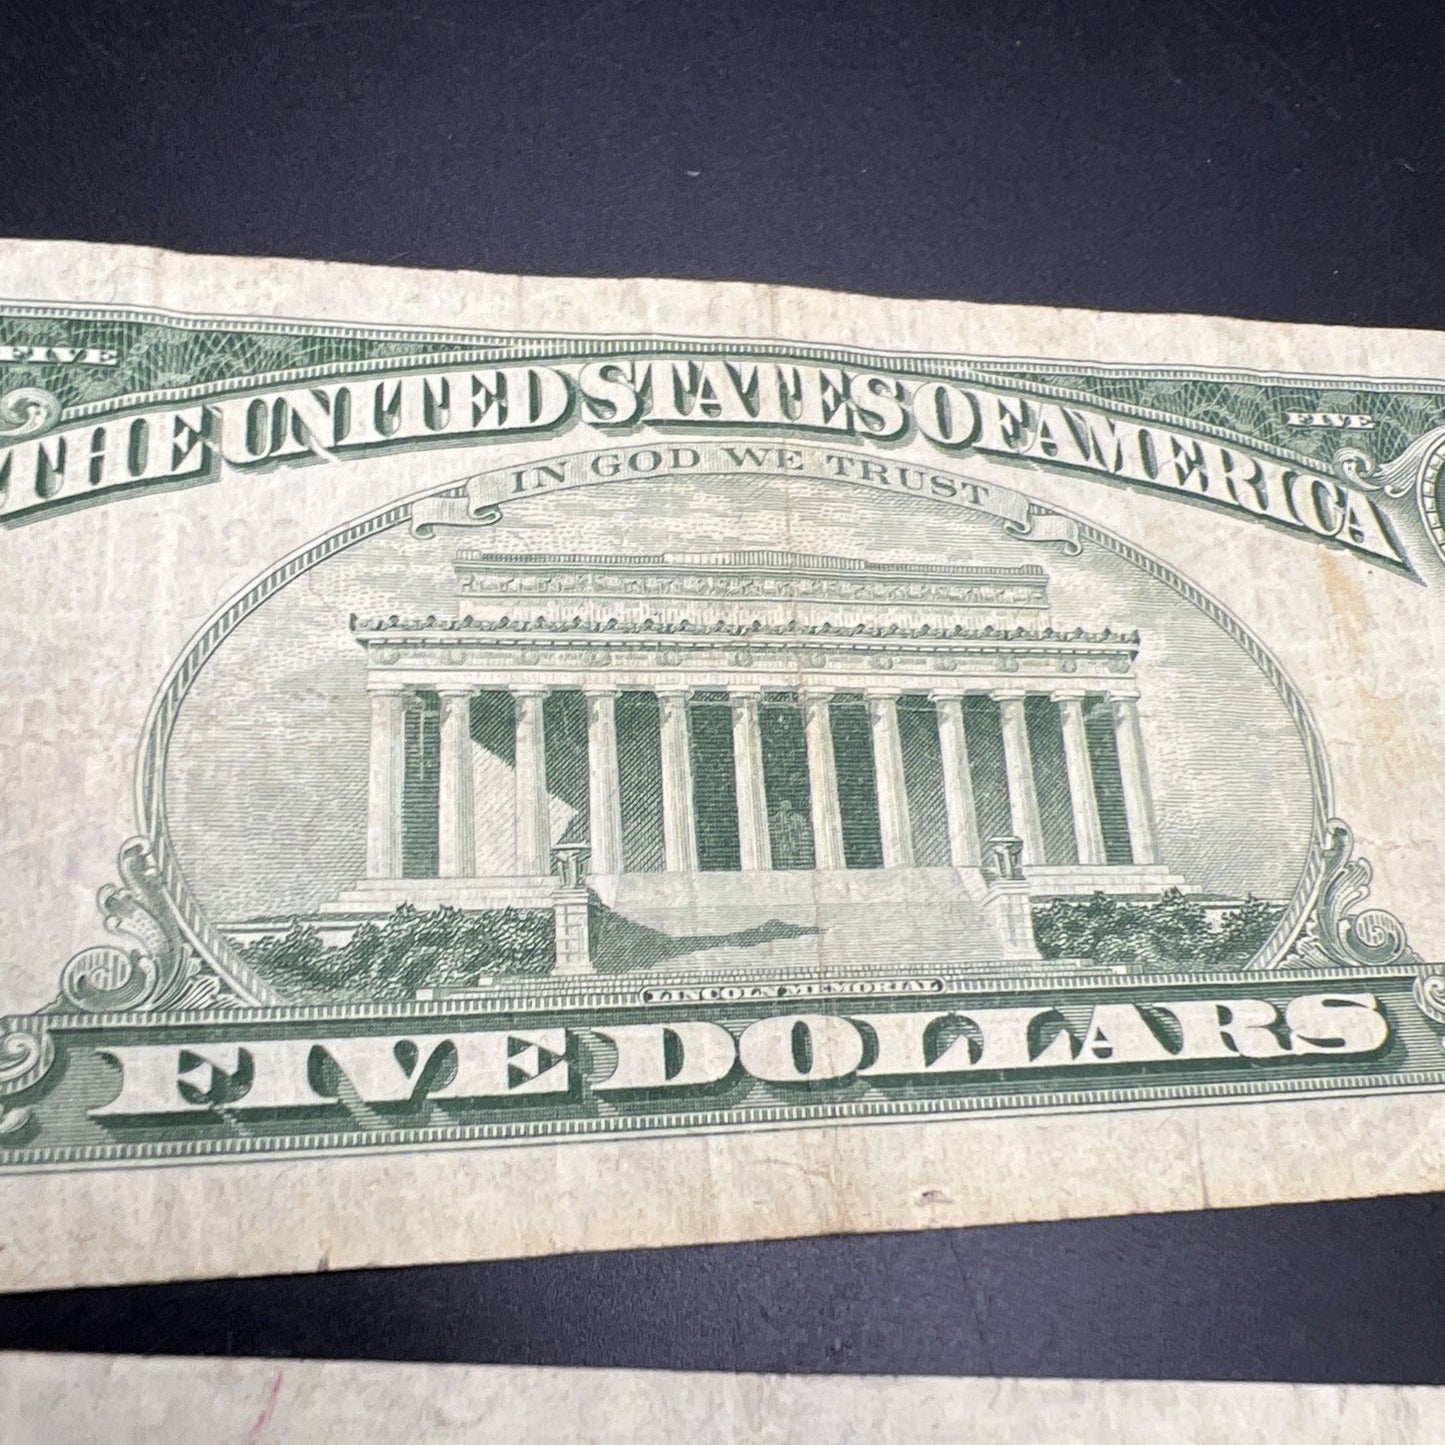 FIVE
FIVE
THE UNITED STATES OF AMERICA
IN GOD WE TRUST
LINCOLN MEMORIAL
FIVE DOLLARS